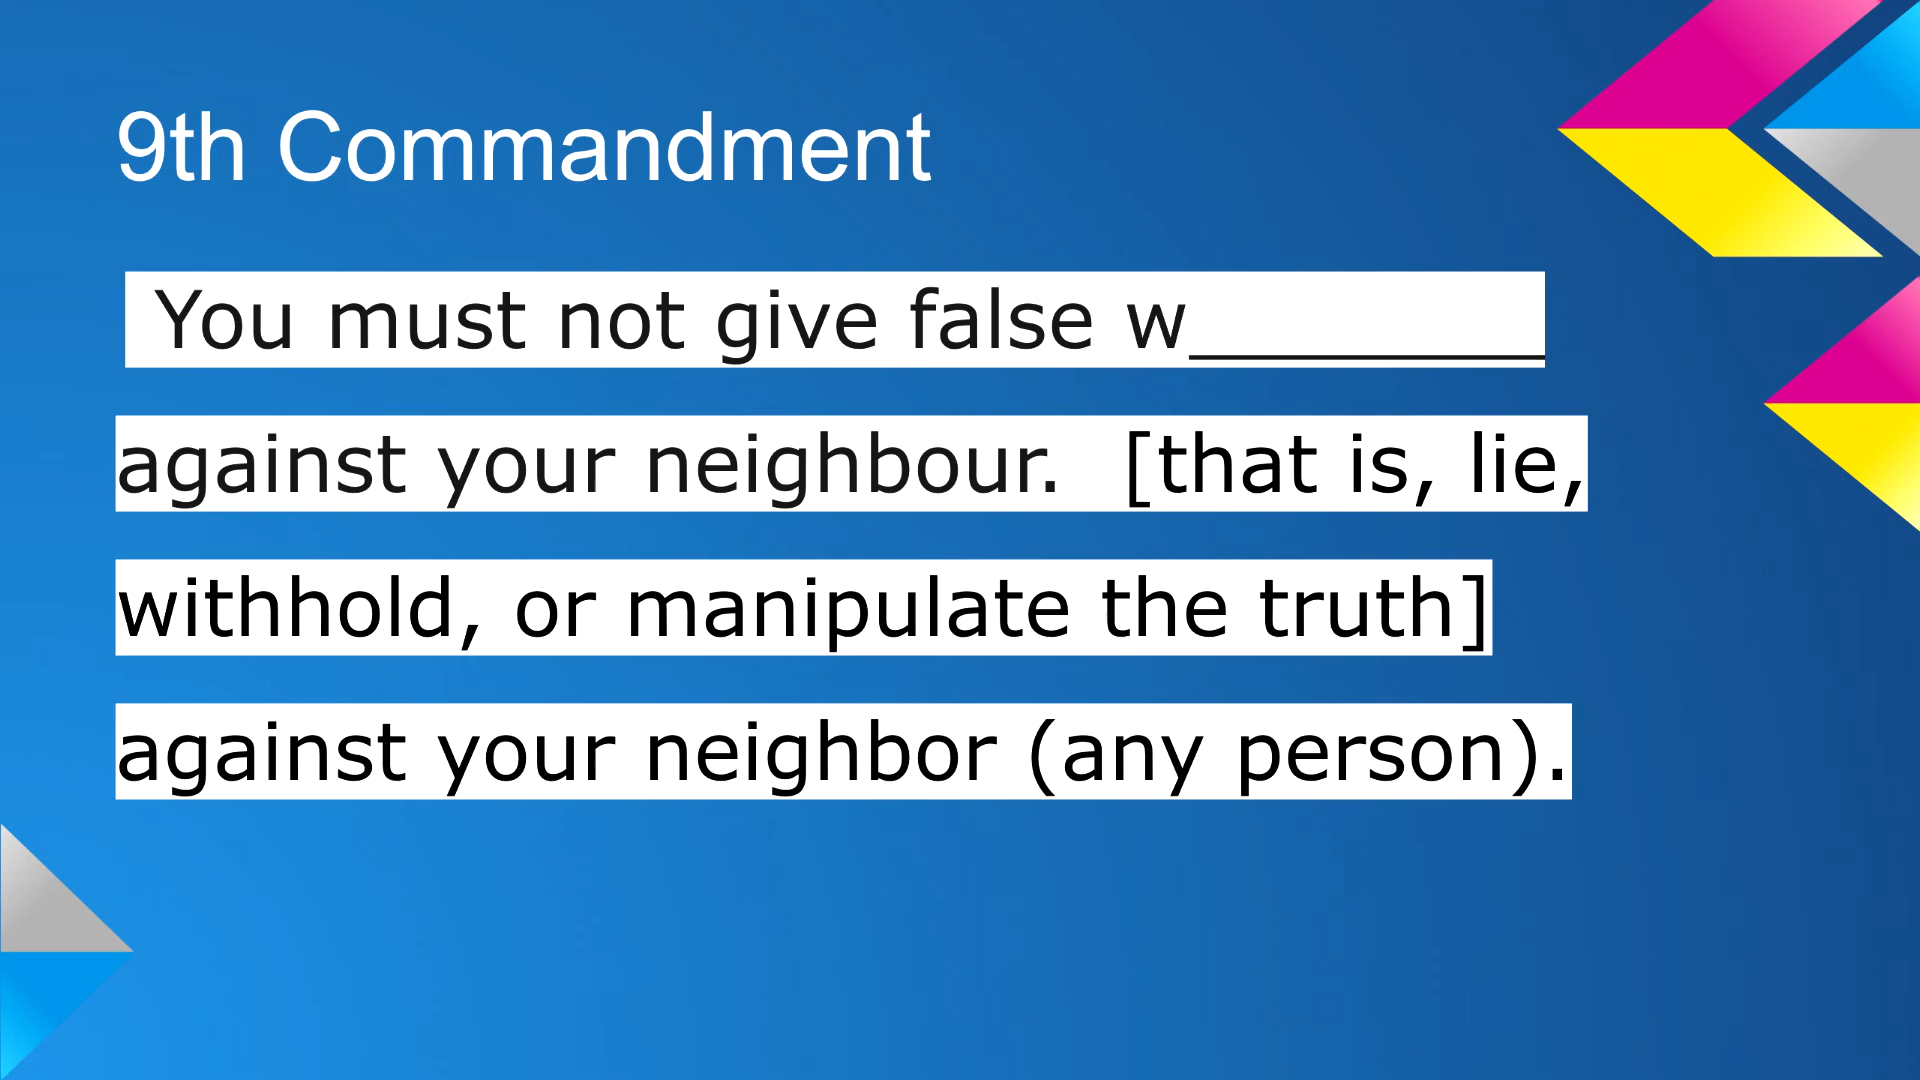 9th Commandment
You must not give false w_________
against your neighbour.  [that is, lie,
withhold, or manipulate the truth]
against your neighbor (any person).